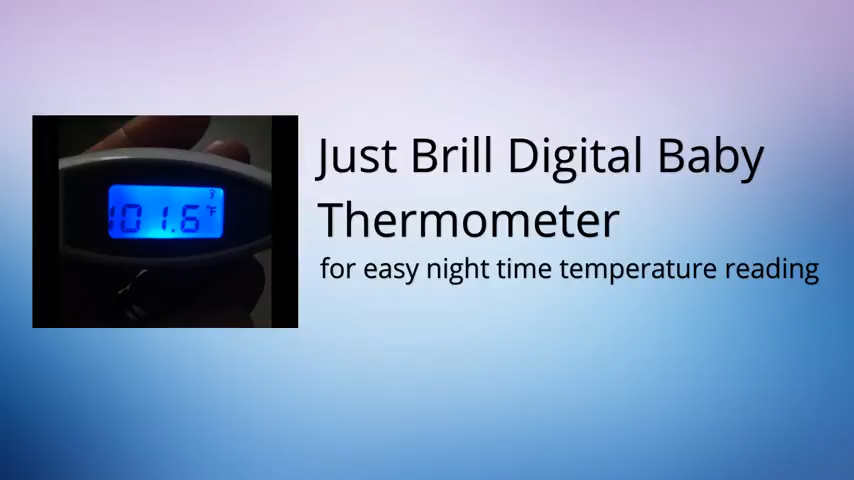 101.6 °F
Just Brill Digital Baby
Thermometer
for easy night time temperature reading